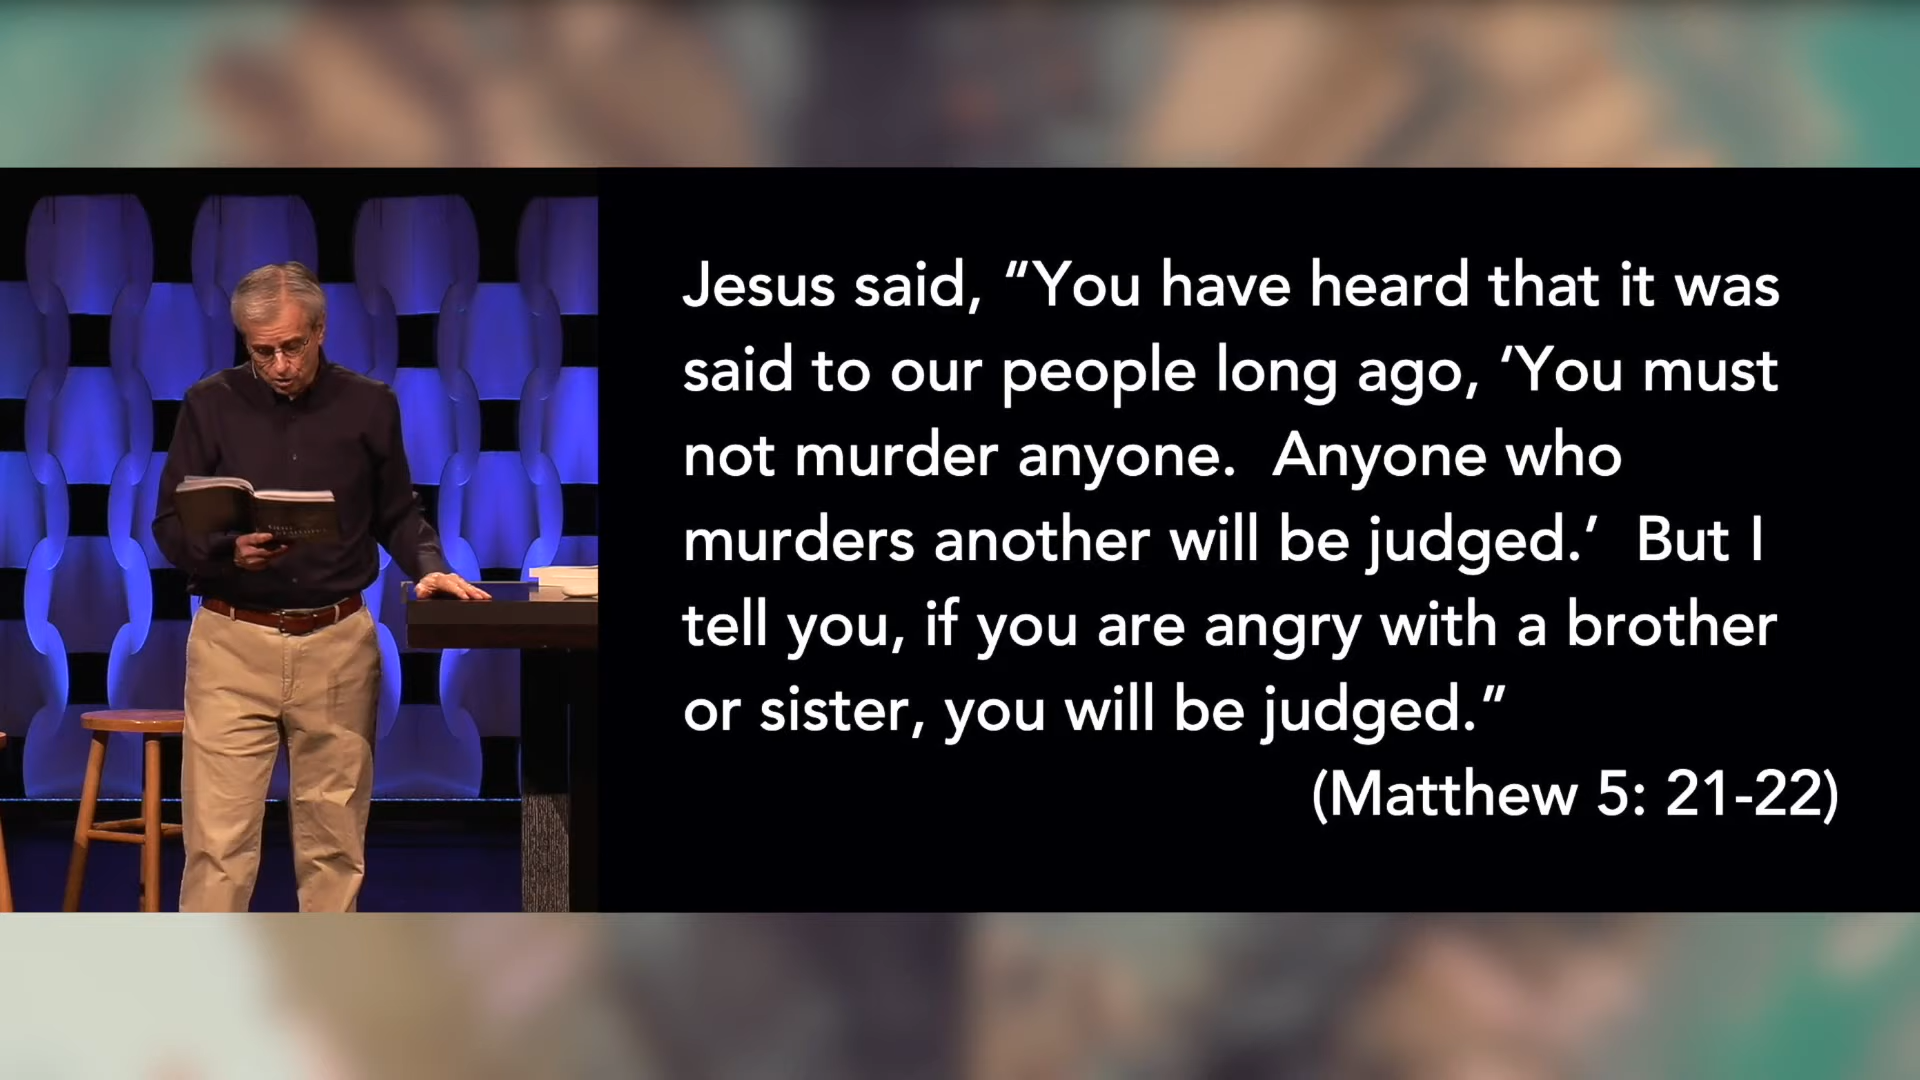 Jesus said, “You have heard that it was
said to our people long ago, ‘You must
not murder anyone.  Anyone who
murders another will be judged.’  But I
tell you, if you are angry with a brother
or sister, you will be judged.”
(Matthew 5: 21-22)